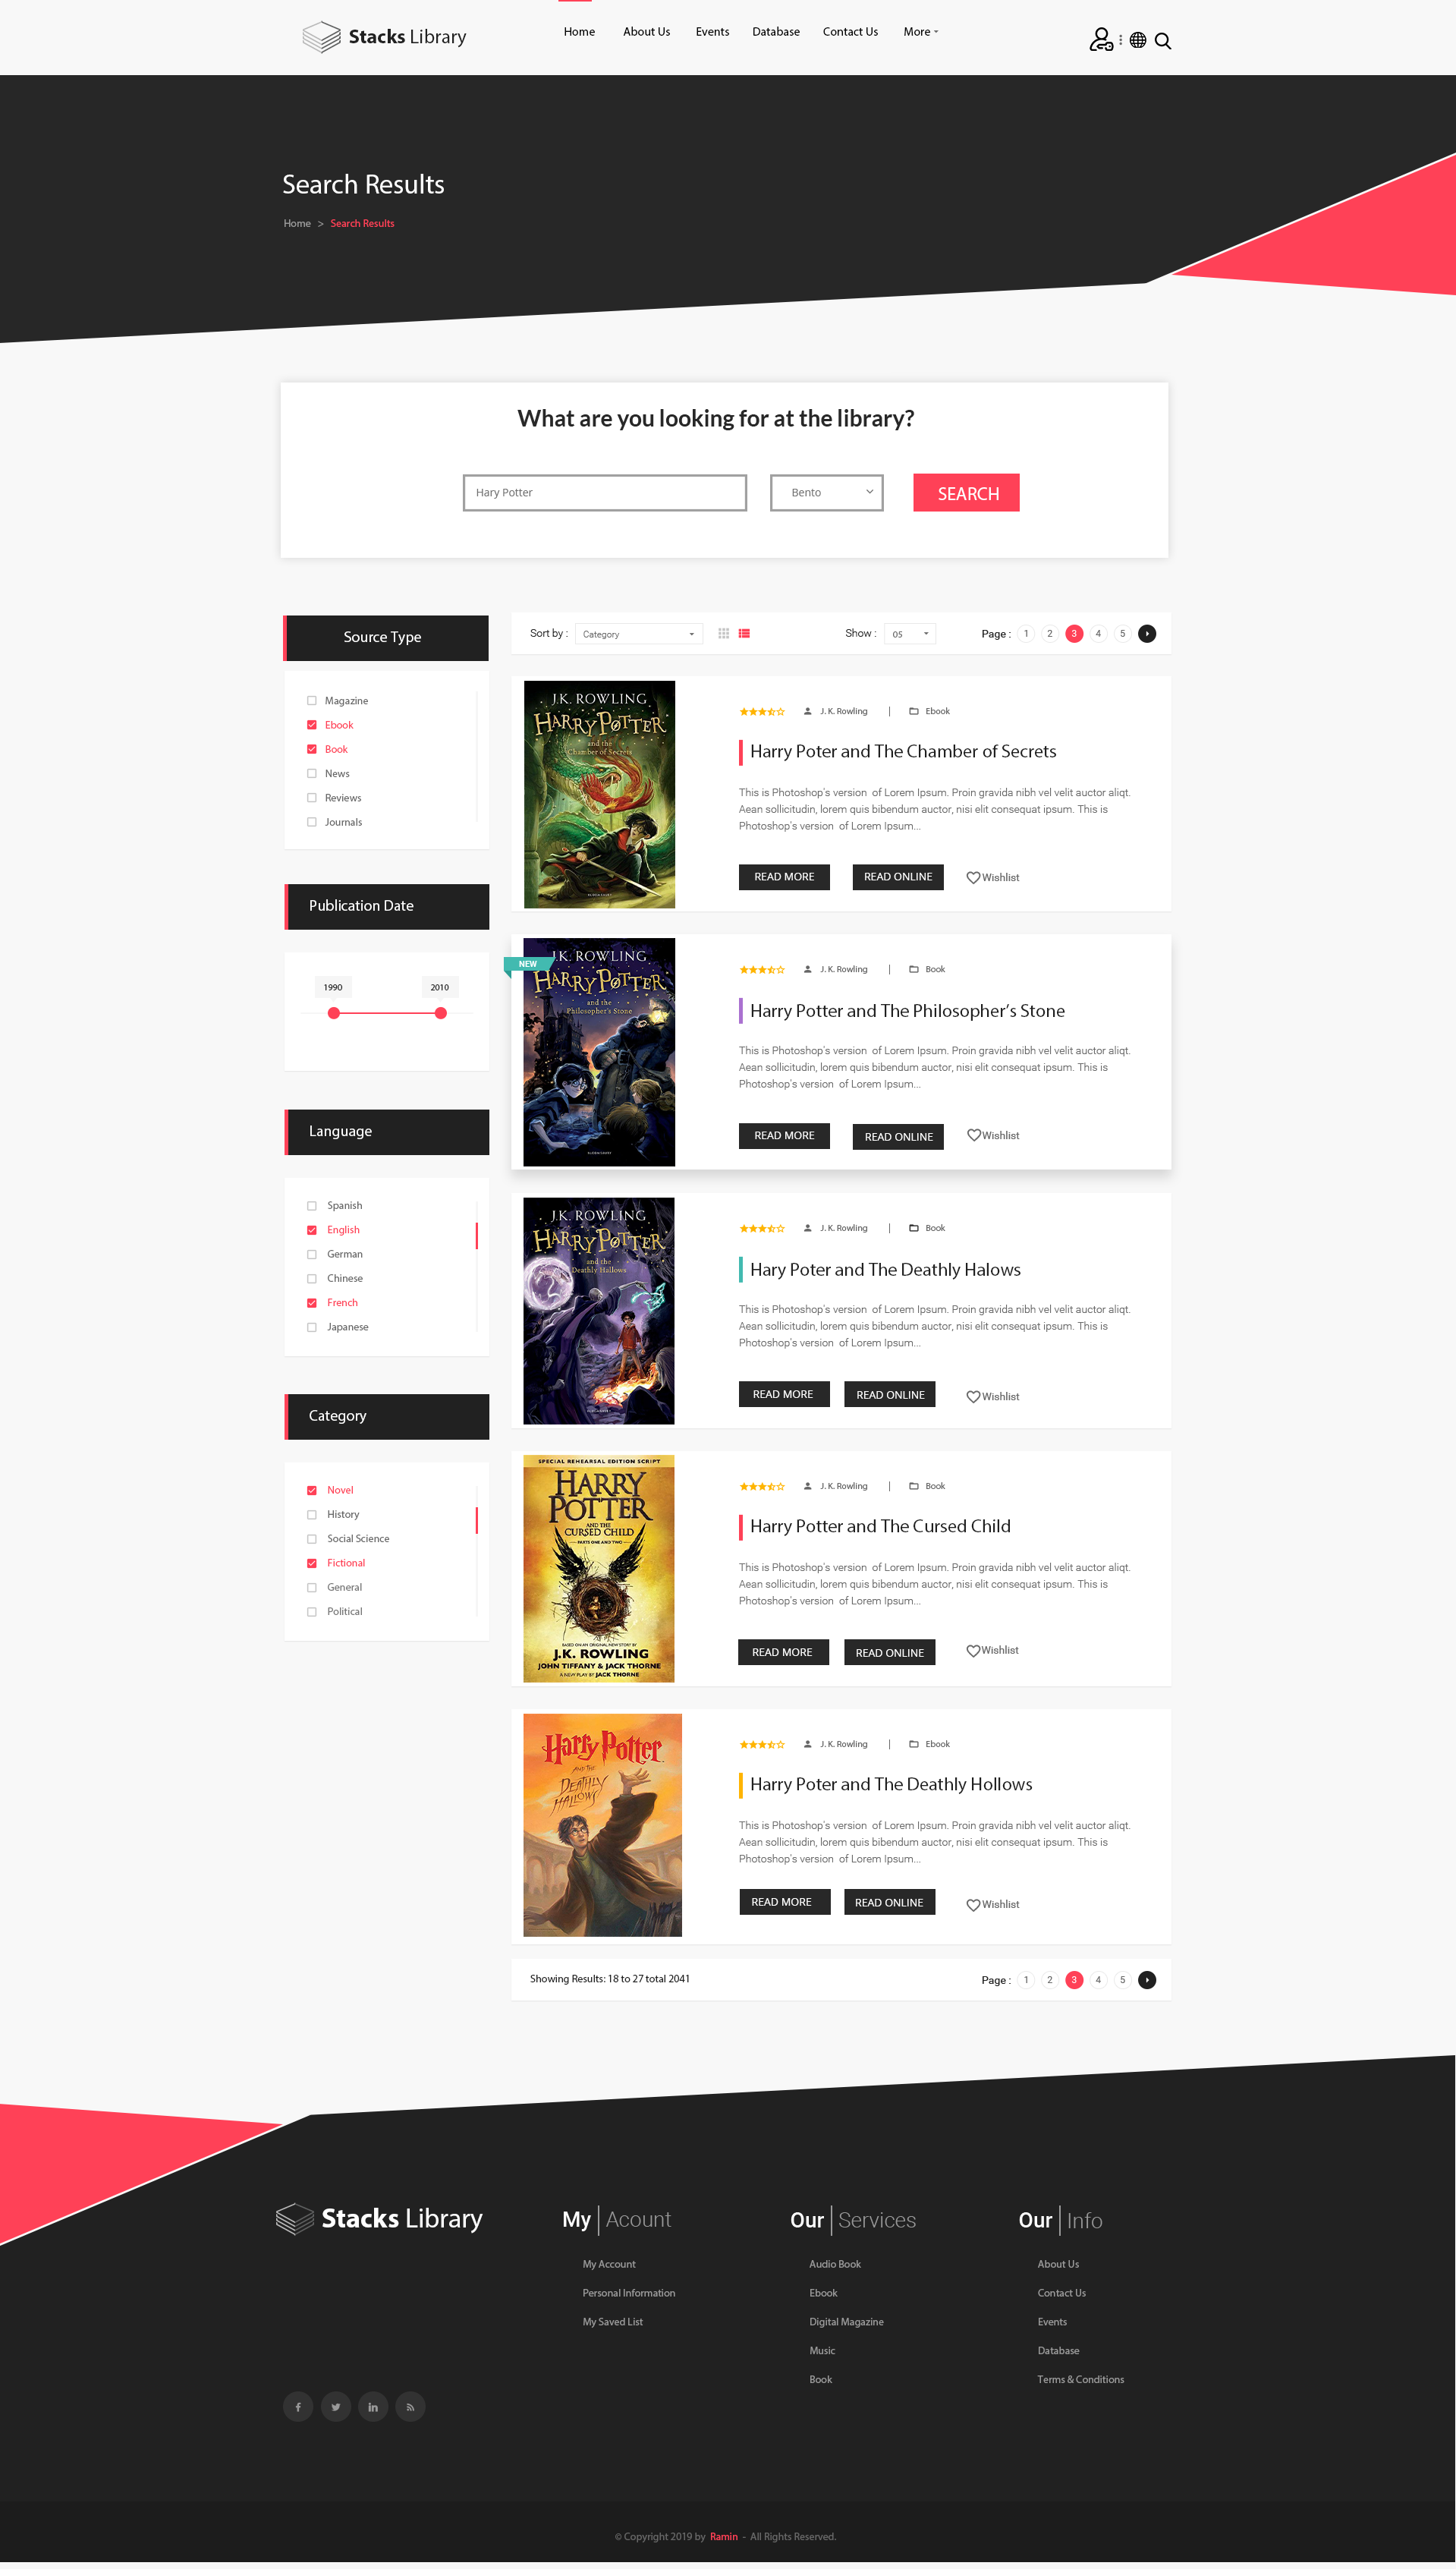 Stacks Library
Home About Us Events Database Contact Us More
Search Results
Home > Search Results
What are you looking for at the library?
Hary Potter Bento SEARCH
Source Type
Magazine
Ebook
Book
News
Reviews
Journals
Publication Date
1990 2010
Language
Spanish
English
German
Chinese
French
Japanese
Category
Novel
History
Social Science
Fictional
General
Political
Sort by : Category Show : 05 Page : 1 2 3 4 5
J.K. ROWLING
HARRY POTTER
and the
Chamber of Secrets
BLOOMSBURY
J. K. Rowling | Ebook
Harry Poter and The Chamber of Secrets
This is Photoshop's version of Lorem Ipsum. Proin gravida nibh vel velit auctor aliqt.
Aean sollicitudin, lorem quis bibendum auctor, nisi elit consequat ipsum. This is
Photoshop's version of Lorem Ipsum...
READ MORE READ ONLINE Wishlist
NEW
J.K. ROWLING
HARRY POTTER
and the
Philosopher's Stone
BLOOMSBURY
J. K. Rowling | Book
Harry Potter and The Philosopher’s Stone
This is Photoshop's version of Lorem Ipsum. Proin gravida nibh vel velit auctor aliqt.
Aean sollicitudin, lorem quis bibendum auctor, nisi elit consequat ipsum. This is
Photoshop's version of Lorem Ipsum...
READ MORE READ ONLINE Wishlist
J.K. ROWLING
HARRY POTTER
and the
Deathly Hallows
BLOOMSBURY
J. K. Rowling | Book
Hary Poter and The Deathly Halows
This is Photoshop's version of Lorem Ipsum. Proin gravida nibh vel velit auctor aliqt.
Aean sollicitudin, lorem quis bibendum auctor, nisi elit consequat ipsum. This is
Photoshop's version of Lorem Ipsum...
READ MORE READ ONLINE Wishlist
SPECIAL REHEARSAL EDITION SCRIPT
HARRY
POTTER
AND THE
CURSED CHILD
PARTS ONE AND TWO
BASED ON AN ORIGINAL NEW STORY BY
J.K. ROWLING
JOHN TIFFANY & JACK THORNE
A NEW PLAY BY JACK THORNE
J. K. Rowling | Book
Harry Potter and The Cursed Child
This is Photoshop's version of Lorem Ipsum. Proin gravida nibh vel velit auctor aliqt.
Aean sollicitudin, lorem quis bibendum auctor, nisi elit consequat ipsum. This is
Photoshop's version of Lorem Ipsum...
READ MORE READ ONLINE Wishlist
Harry Potter
AND THE
DEATHLY
HALLOWS
J. K. Rowling | Ebook
Harry Poter and The Deathly Hollows
This is Photoshop's version of Lorem Ipsum. Proin gravida nibh vel velit auctor aliqt.
Aean sollicitudin, lorem quis bibendum auctor, nisi elit consequat ipsum. This is
Photoshop's version of Lorem Ipsum...
READ MORE READ ONLINE Wishlist
Showing Results: 18 to 27 total 2041 Page : 1 2 3 4 5
Stacks Library
My | Acount
My Account
Personal Information
My Saved List
Our | Services
Audio Book
Ebook
Digital Magazine
Music
Book
Our | Info
About Us
Contact Us
Events
Database
Terms & Conditions
© Copyright 2019 by Ramin - All Rights Reserved.